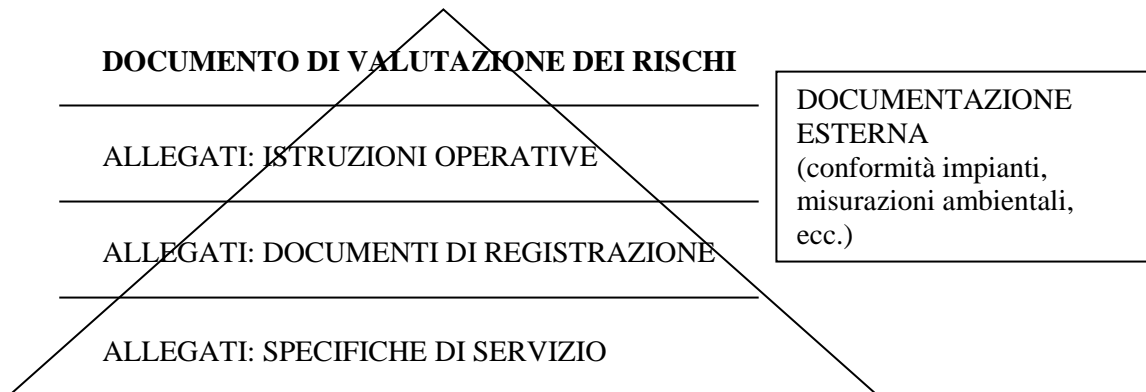 DOCUMENTO DI VALUTAZIONE DEI RISCHI
ALLEGATI: ISTRUZIONI OPERATIVE
ALLEGATI: DOCUMENTI DI REGISTRAZIONE
ALLEGATI: SPECIFICHE DI SERVIZIO
DOCUMENTAZIONE
ESTERNA
(conformità impianti,
misurazioni ambientali,
ecc.)